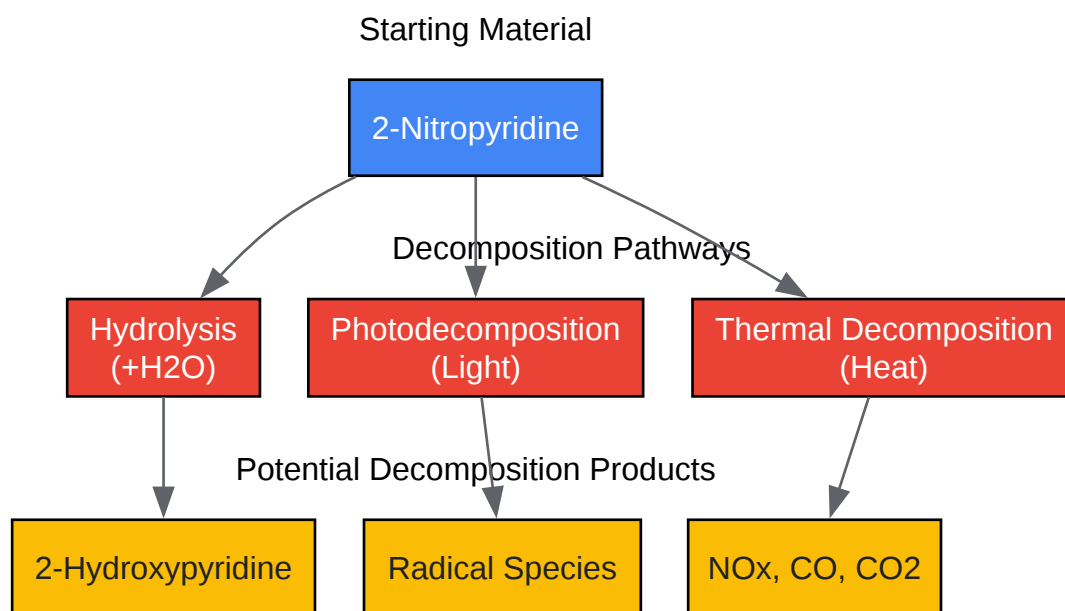 Starting Material
2-Nitropyridine
Decomposition Pathways
Hydrolysis
(+H2O)
Photodecomposition
(Light)
Thermal Decomposition
(Heat)
Potential Decomposition Products
2-Hydroxypyridine
Radical Species
NOx, CO, CO2